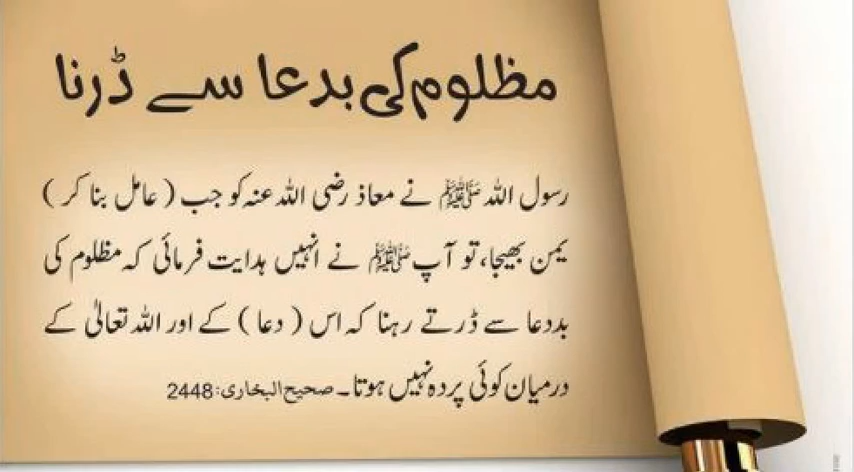 مظلوم کی بدعا سے ڈرنا
رسول اللہ ﷺ نے معاذ رضی اللہ عنہ کو جب ( عامل بنا کر )
یمن بھیجا، تو آپ ﷺ نے انہیں ہدایت فرمائی کہ مظلوم کی
بددعا سے ڈرتے رہنا کہ اس ( دعا ) کے اور اللہ تعالیٰ کے
درمیان کوئی پردہ نہیں ہوتا۔ صحیح البخاری: 2448